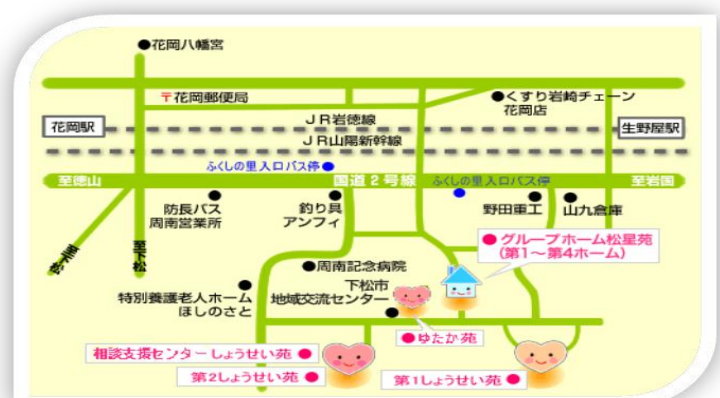 ●花岡八幡宮
〒花岡郵便局
●くすり岩崎チェーン
花岡店
花岡駅
JR岩徳線
生野屋駅
JR山陽新幹線
ふくしの里入口バス停●
至徳山
国道2号線
ふくしの里入口バス停
至岩国
防長バス
周南営業所
釣り具
アンフィ
野田重工
山九倉庫
至下松
至下松
●グループホーム松星苑
(第1～第4ホーム)
●周南記念病院
特別養護老人ホーム
ほしのさと
下松市
地域交流センター
●ゆたか苑
相談支援センターしょうせい苑●
第2しょうせい苑●
第1しょうせい苑●